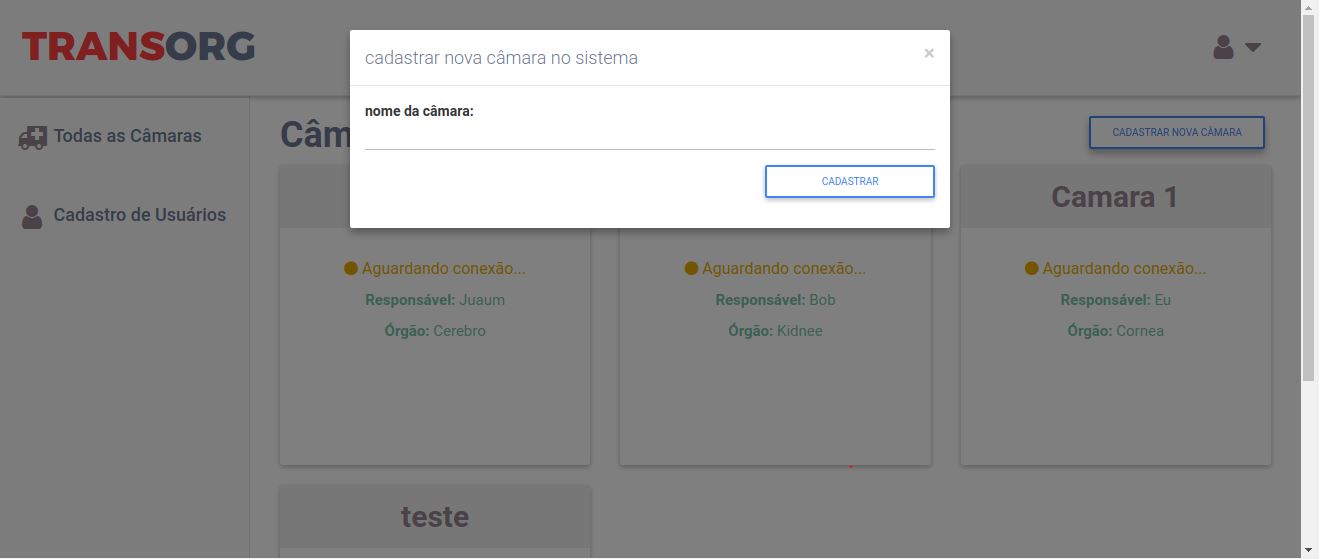 TRANSORG
cadastrar nova câmara no sistema
×
nome da câmara:
CADASTRAR
Todas as Câmaras
Cadastro de Usuários
Câm
CADASTRAR NOVA CÂMARA
Aguardando conexão...
Responsável: Juaum
Órgão: Cerebro
Aguardando conexão...
Responsável: Bob
Órgão: Kidnee
Camara 1
Aguardando conexão...
Responsável: Eu
Órgão: Cornea
teste